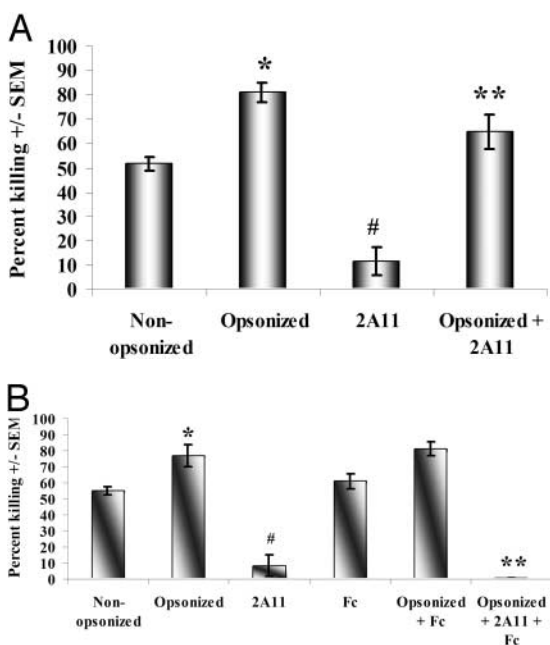 A
Percent killing +/- SEM
100
90
80
70
60
50
40
30
20
10
0
*
#
**
Non-
opsonized
Opsonized
2A11
Opsonized +
2A11
B
Percent killing +/- SEM
100
90
80
70
60
50
40
30
20
10
0
*
#
**
Non-
opsonized
Opsonized
2A11
Fc
Opsonized
+ Fc
Opsonized
+ 2A11 +
Fc